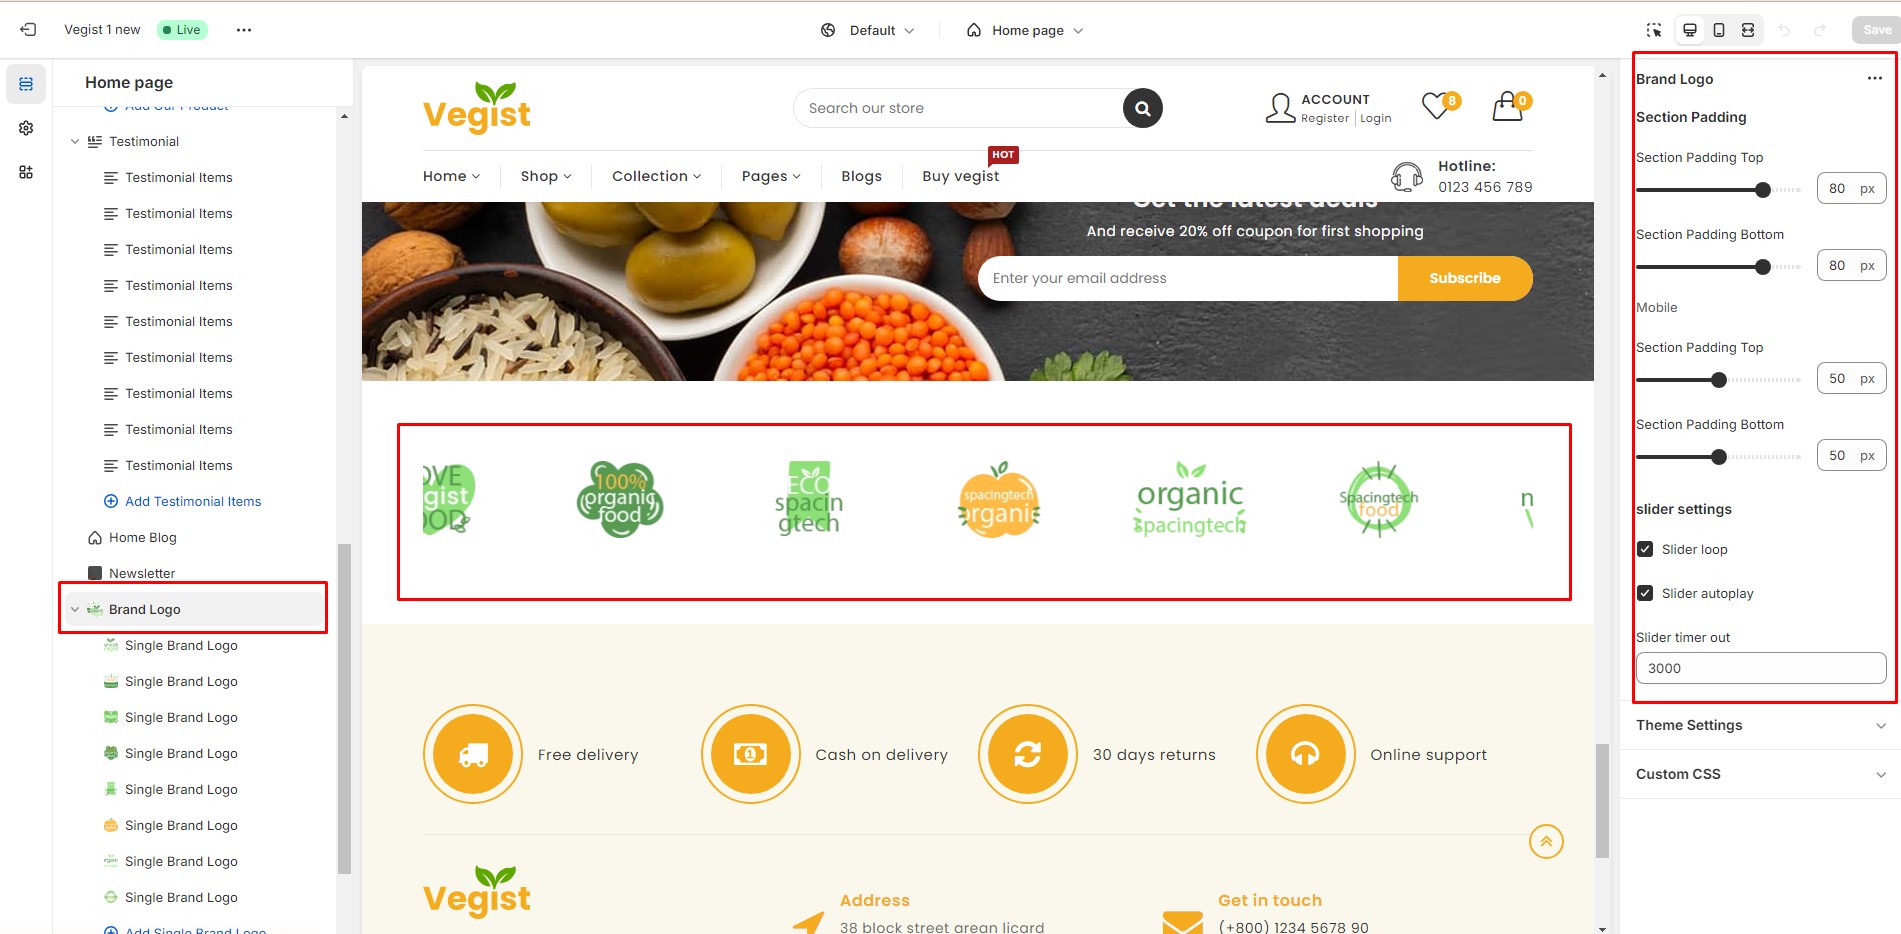 Vegist 1 new
Live
Default
Home page
Save
Home page
Add Our Product
Testimonial
Testimonial Items
Testimonial Items
Testimonial Items
Testimonial Items
Testimonial Items
Testimonial Items
Testimonial Items
Testimonial Items
Testimonial Items
Add Testimonial Items
Home Blog
Newsletter
Brand Logo
Single Brand Logo
Single Brand Logo
Single Brand Logo
Single Brand Logo
Single Brand Logo
Single Brand Logo
Single Brand Logo
Single Brand Logo
Add Single Brand Logo
Vegist
Search our store
ACCOUNT
Register Login
8
0
HOT
Home
Shop
Collection
Pages
Blogs
Buy vegist
Hotline:
0123 456 789
Get the latest deals
And receive 20% off coupon for first shopping
Enter your email address
Subscribe
OVE
gist
OOD
100%
organic
food
ECO
spacin
gtech
spacingtech
organic
organic
spacingtech
Spacingtech
food
n
Free delivery
Cash on delivery
30 days returns
Online support
Vegist
Address
38 block street arean licard
Get in touch
(+800) 1234 5678 90
Brand Logo
Section Padding
Section Padding Top
80 px
Section Padding Bottom
80 px
Mobile
Section Padding Top
50 px
Section Padding Bottom
50 px
slider settings
Slider loop
Slider autoplay
Slider timer out
3000
Theme Settings
Custom CSS